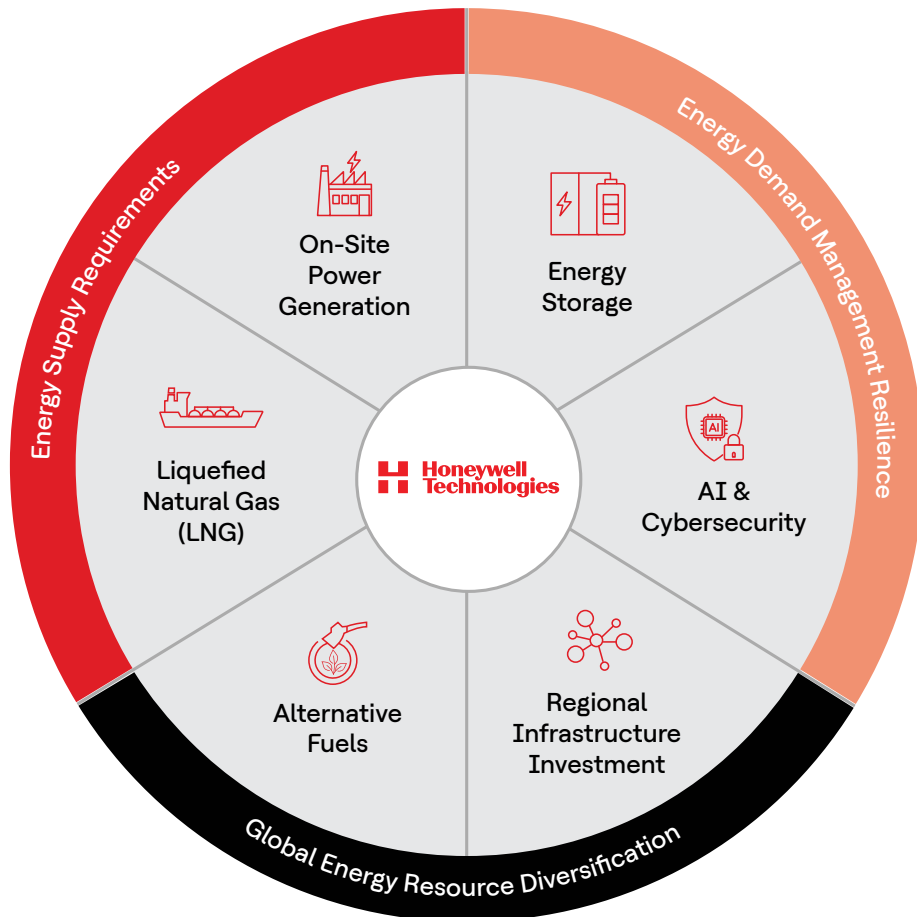 Energy Supply Requirements
Energy Demand Management Resilience
On-Site
Power
Generation
Energy
Storage
Liquefied
Natural Gas
(LNG)
Honeywell
Technologies
AI
AI &
Cybersecurity
Alternative
Fuels
Regional
Infrastructure
Investment
Global Energy Resource Diversification